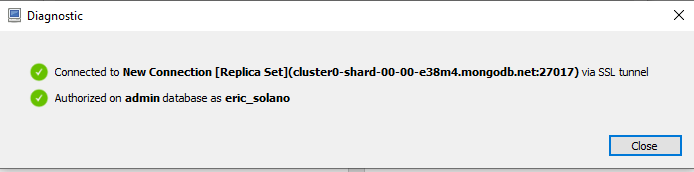 Diagnostic
Connected to New Connection [Replica Set](cluster0-shard-00-00-e38m4.mongodb.net:27017) via SSL tunnel
Authorized on admin database as eric_solano
Close